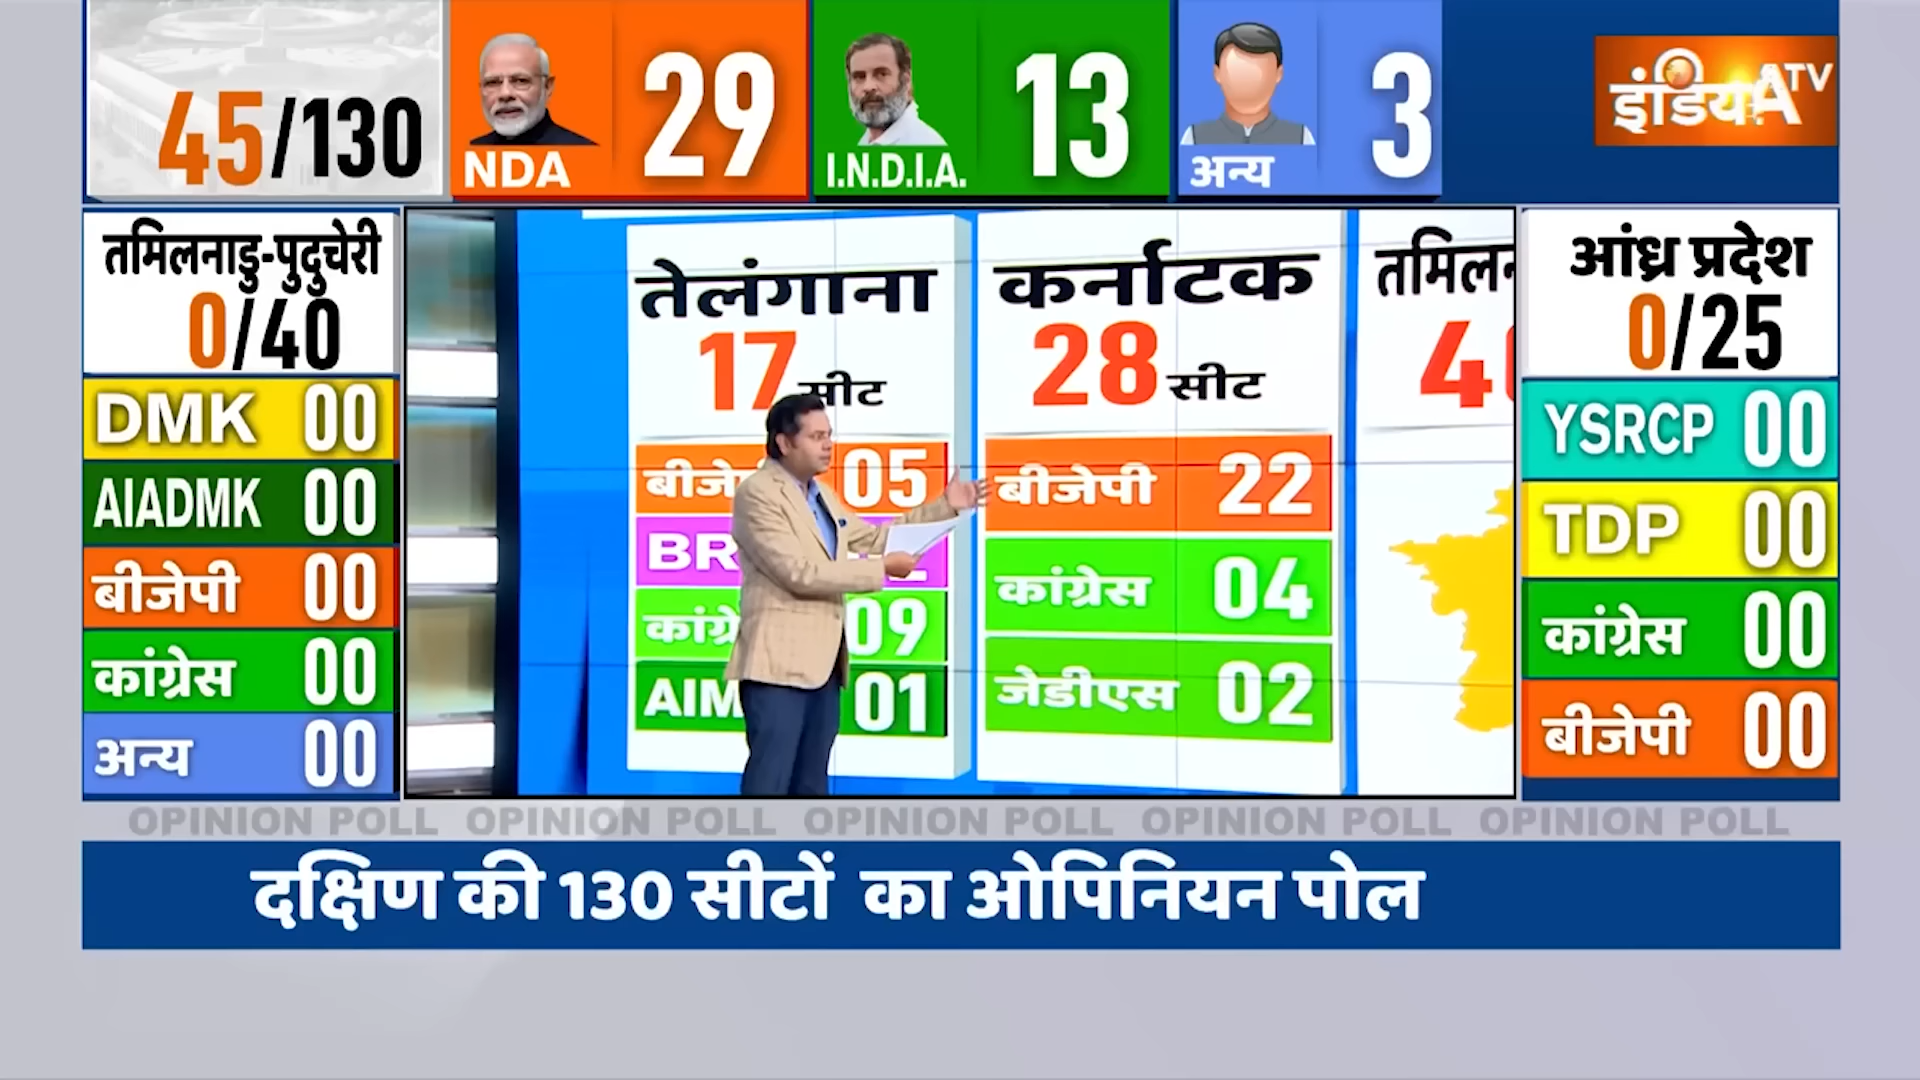 45/130
NDA 29
I.N.D.I.A. 13
अन्य 3
इंडिया TV
तमिलनाडु-पुदुचेरी
0/40
DMK 00
AIADMK 00
बीजेपी 00
कांग्रेस 00
अन्य 00
तेलंगाना
17 सीट
05
09
01
कर्नाटक
28 सीट
बीजेपी 22
कांग्रेस 04
जेडीएस 02
आंध्र प्रदेश
0/25
YSRCP 00
TDP 00
कांग्रेस 00
बीजेपी 00
OPINION POLL OPINION POLL OPINION POLL OPINION POLL OPINION POLL
दक्षिण की 130 सीटों का ओपिनियन पोल